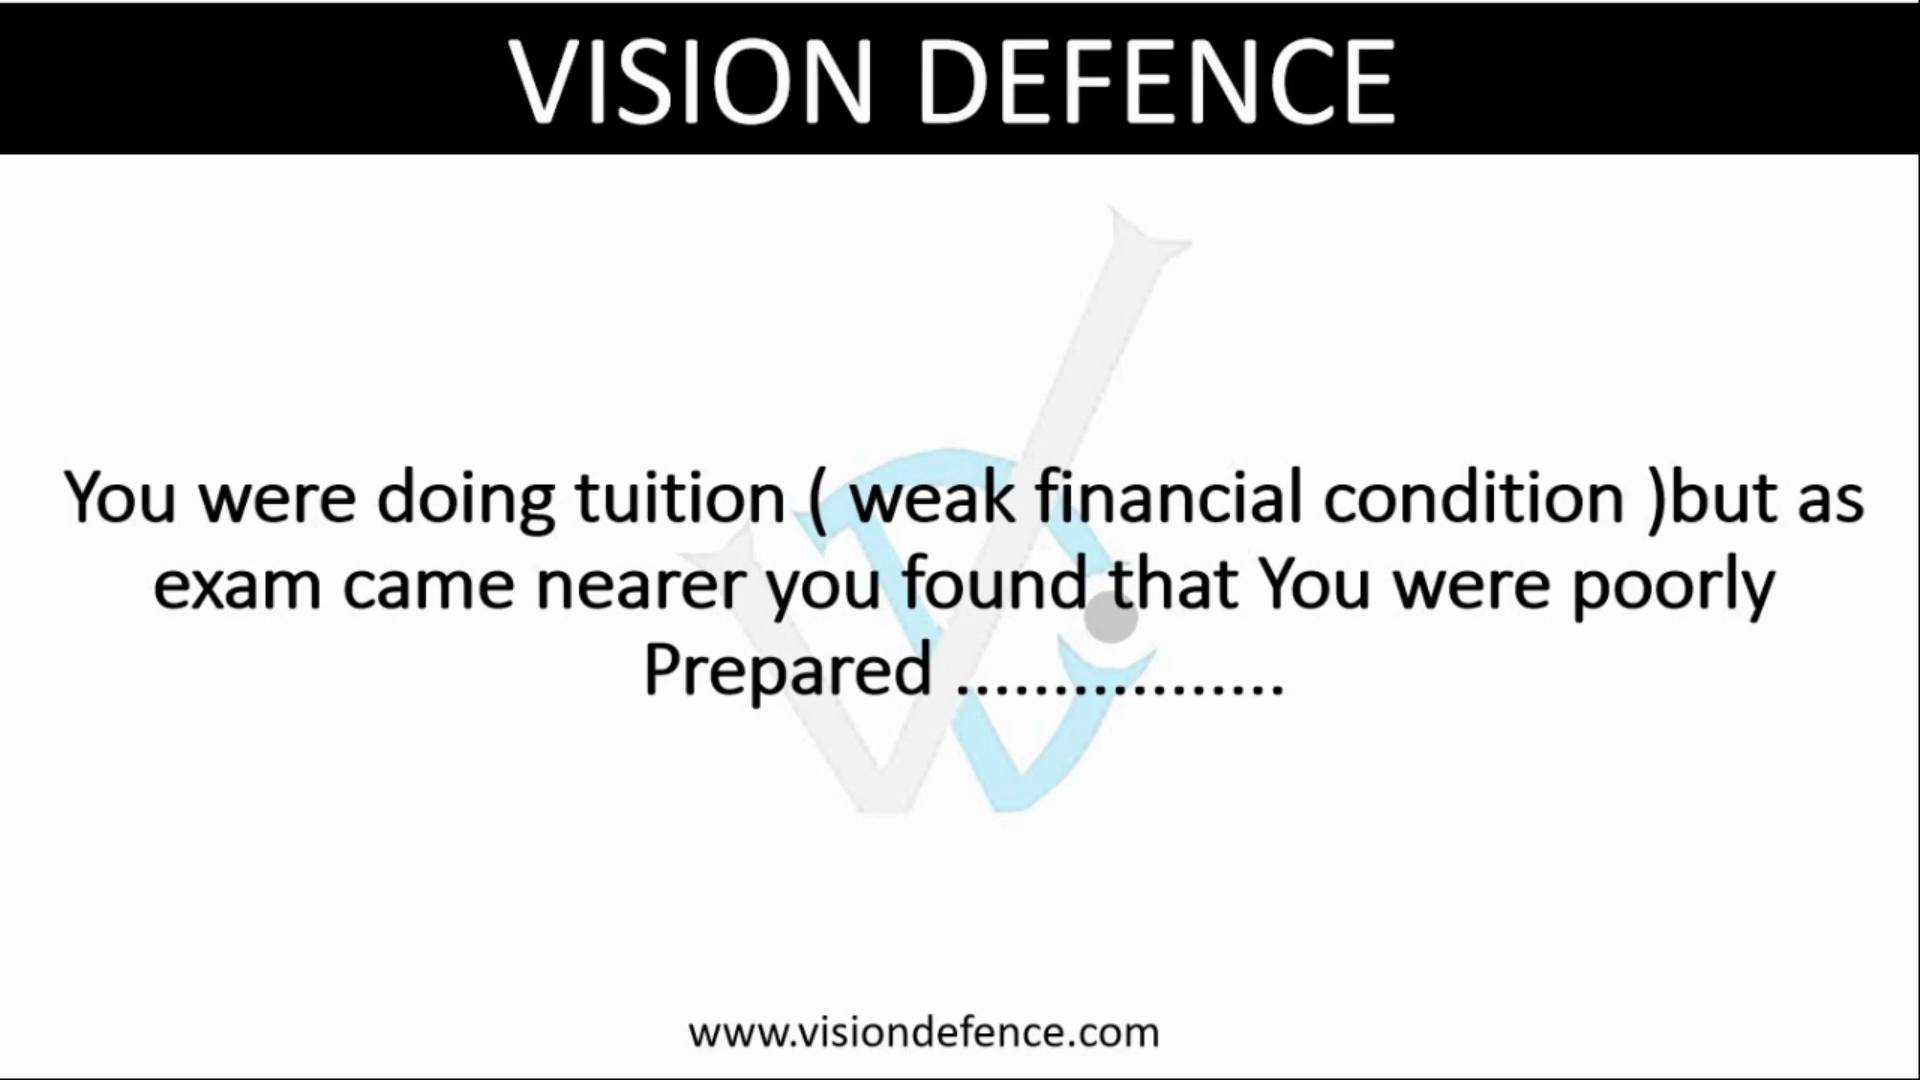 VISION DEFENCE
You were doing tuition ( weak financial condition )but as
exam came nearer you found that You were poorly
Prepared .................
www.visiondefence.com